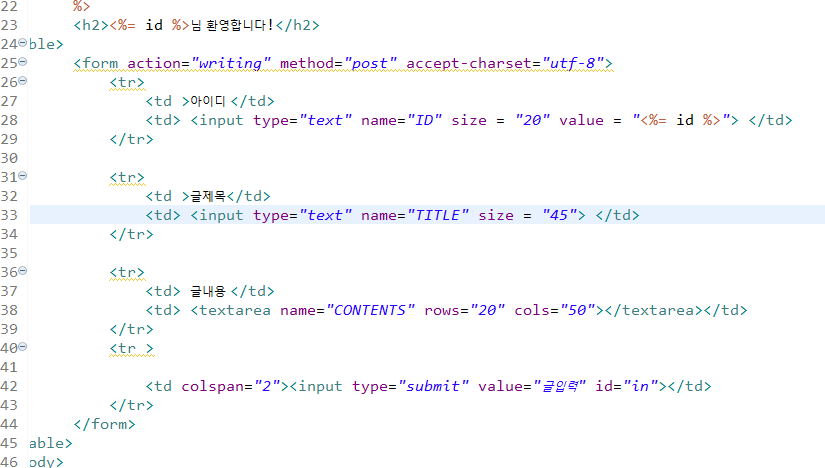 22 %>
23 <h2><%= id %>님 환영합니다!</h2>
24 ble>
25 <form action="writing" method="post" accept-charset="utf-8">
26 <tr>
27 <td >아이디 </td>
28 <td> <input type="text" name="ID" size = "20" value = "<%= id %>"> </td>
29 </tr>
30
31 <tr>
32 <td >글제목</td>
33 <td> <input type="text" name="TITLE" size = "45"> </td>
34 </tr>
35
36 <tr>
37 <td> 글내용 </td>
38 <td> <textarea name="CONTENTS" rows="20" cols="50"></textarea></td>
39 </tr>
40 <tr >
41
42 <td colspan="2"><input type="submit" value="글입력" id="in"></td>
43 </tr>
44 </form>
45 able>
46 ody>